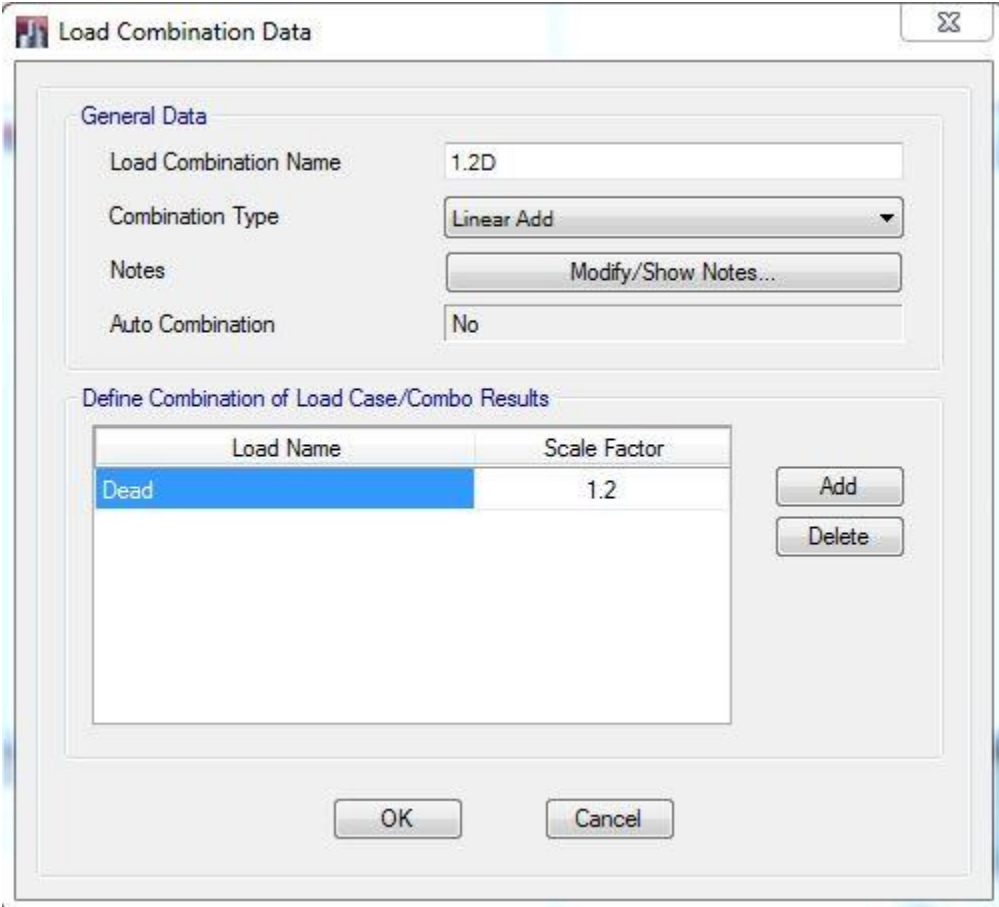 Load Combination Data
General Data
Load Combination Name 1.2D
Combination Type Linear Add
Notes Modify/Show Notes...
Auto Combination No
Define Combination of Load Case/Combo Results
Load Name Scale Factor
Dead 1.2
Add
Delete
OK Cancel